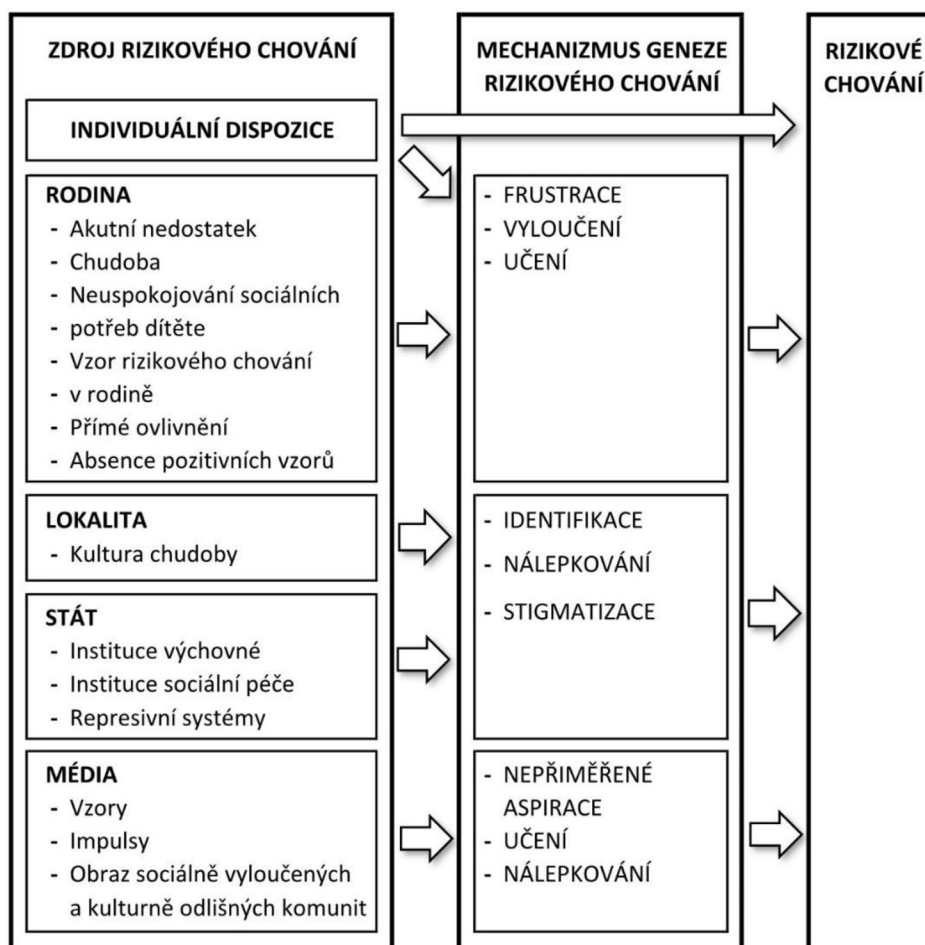 ZDROJ RIZIKOVÉHO CHOVÁNÍ
INDIVIDUÁLNÍ DISPOZICE
RODINA
- Akutní nedostatek
- Chudoba
- Neuspokojování sociálních
- potřeb dítěte
- Vzor rizikového chování
- v rodině
- Přímé ovlivnění
- Absence pozitivních vzorů
LOKALITA
- Kultura chudoby
STÁT
- Instituce výchovné
- Instituce sociální péče
- Represivní systémy
MÉDIA
- Vzory
- Impulsy
- Obraz sociálně vyloučených
a kulturně odlišných komunit
MECHANIZMUS GENEZE
RIZIKOVÉHO CHOVÁNÍ
- FRUSTRACE
- VYLOUČENÍ
- UČENÍ
- IDENTIFIKACE
- NÁLEPKOVÁNÍ
- STIGMATIZACE
- NEPŘIMĚŘENÉ
ASPIRACE
- UČENÍ
- NÁLEPKOVÁNÍ
RIZIKOVÉ
CHOVÁNÍ